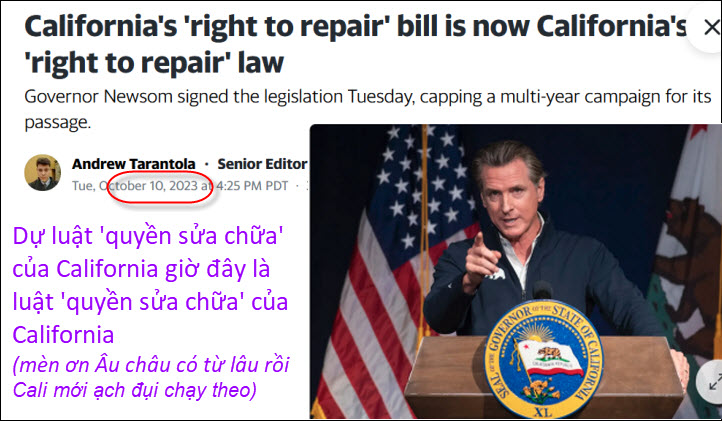 California's 'right to repair' bill is now California's
'right to repair' law
Governor Newsom signed the legislation Tuesday, capping a multi-year campaign for its
passage.
Andrew Tarantola · Senior Editor
Tue, October 10, 2023 at 4:25 PM PDT ·
Dự luật 'quyền sửa chữa'
của California giờ đây là
luật 'quyền sửa chữa' của
California
(mèn ơn Âu châu có từ lâu rồi
Cali mới ạch đụi chạy theo)
OF THE GOVERNOR OF THE STATE OF CALIFORNIA
CALIFORNIA REPUBLIC
XL